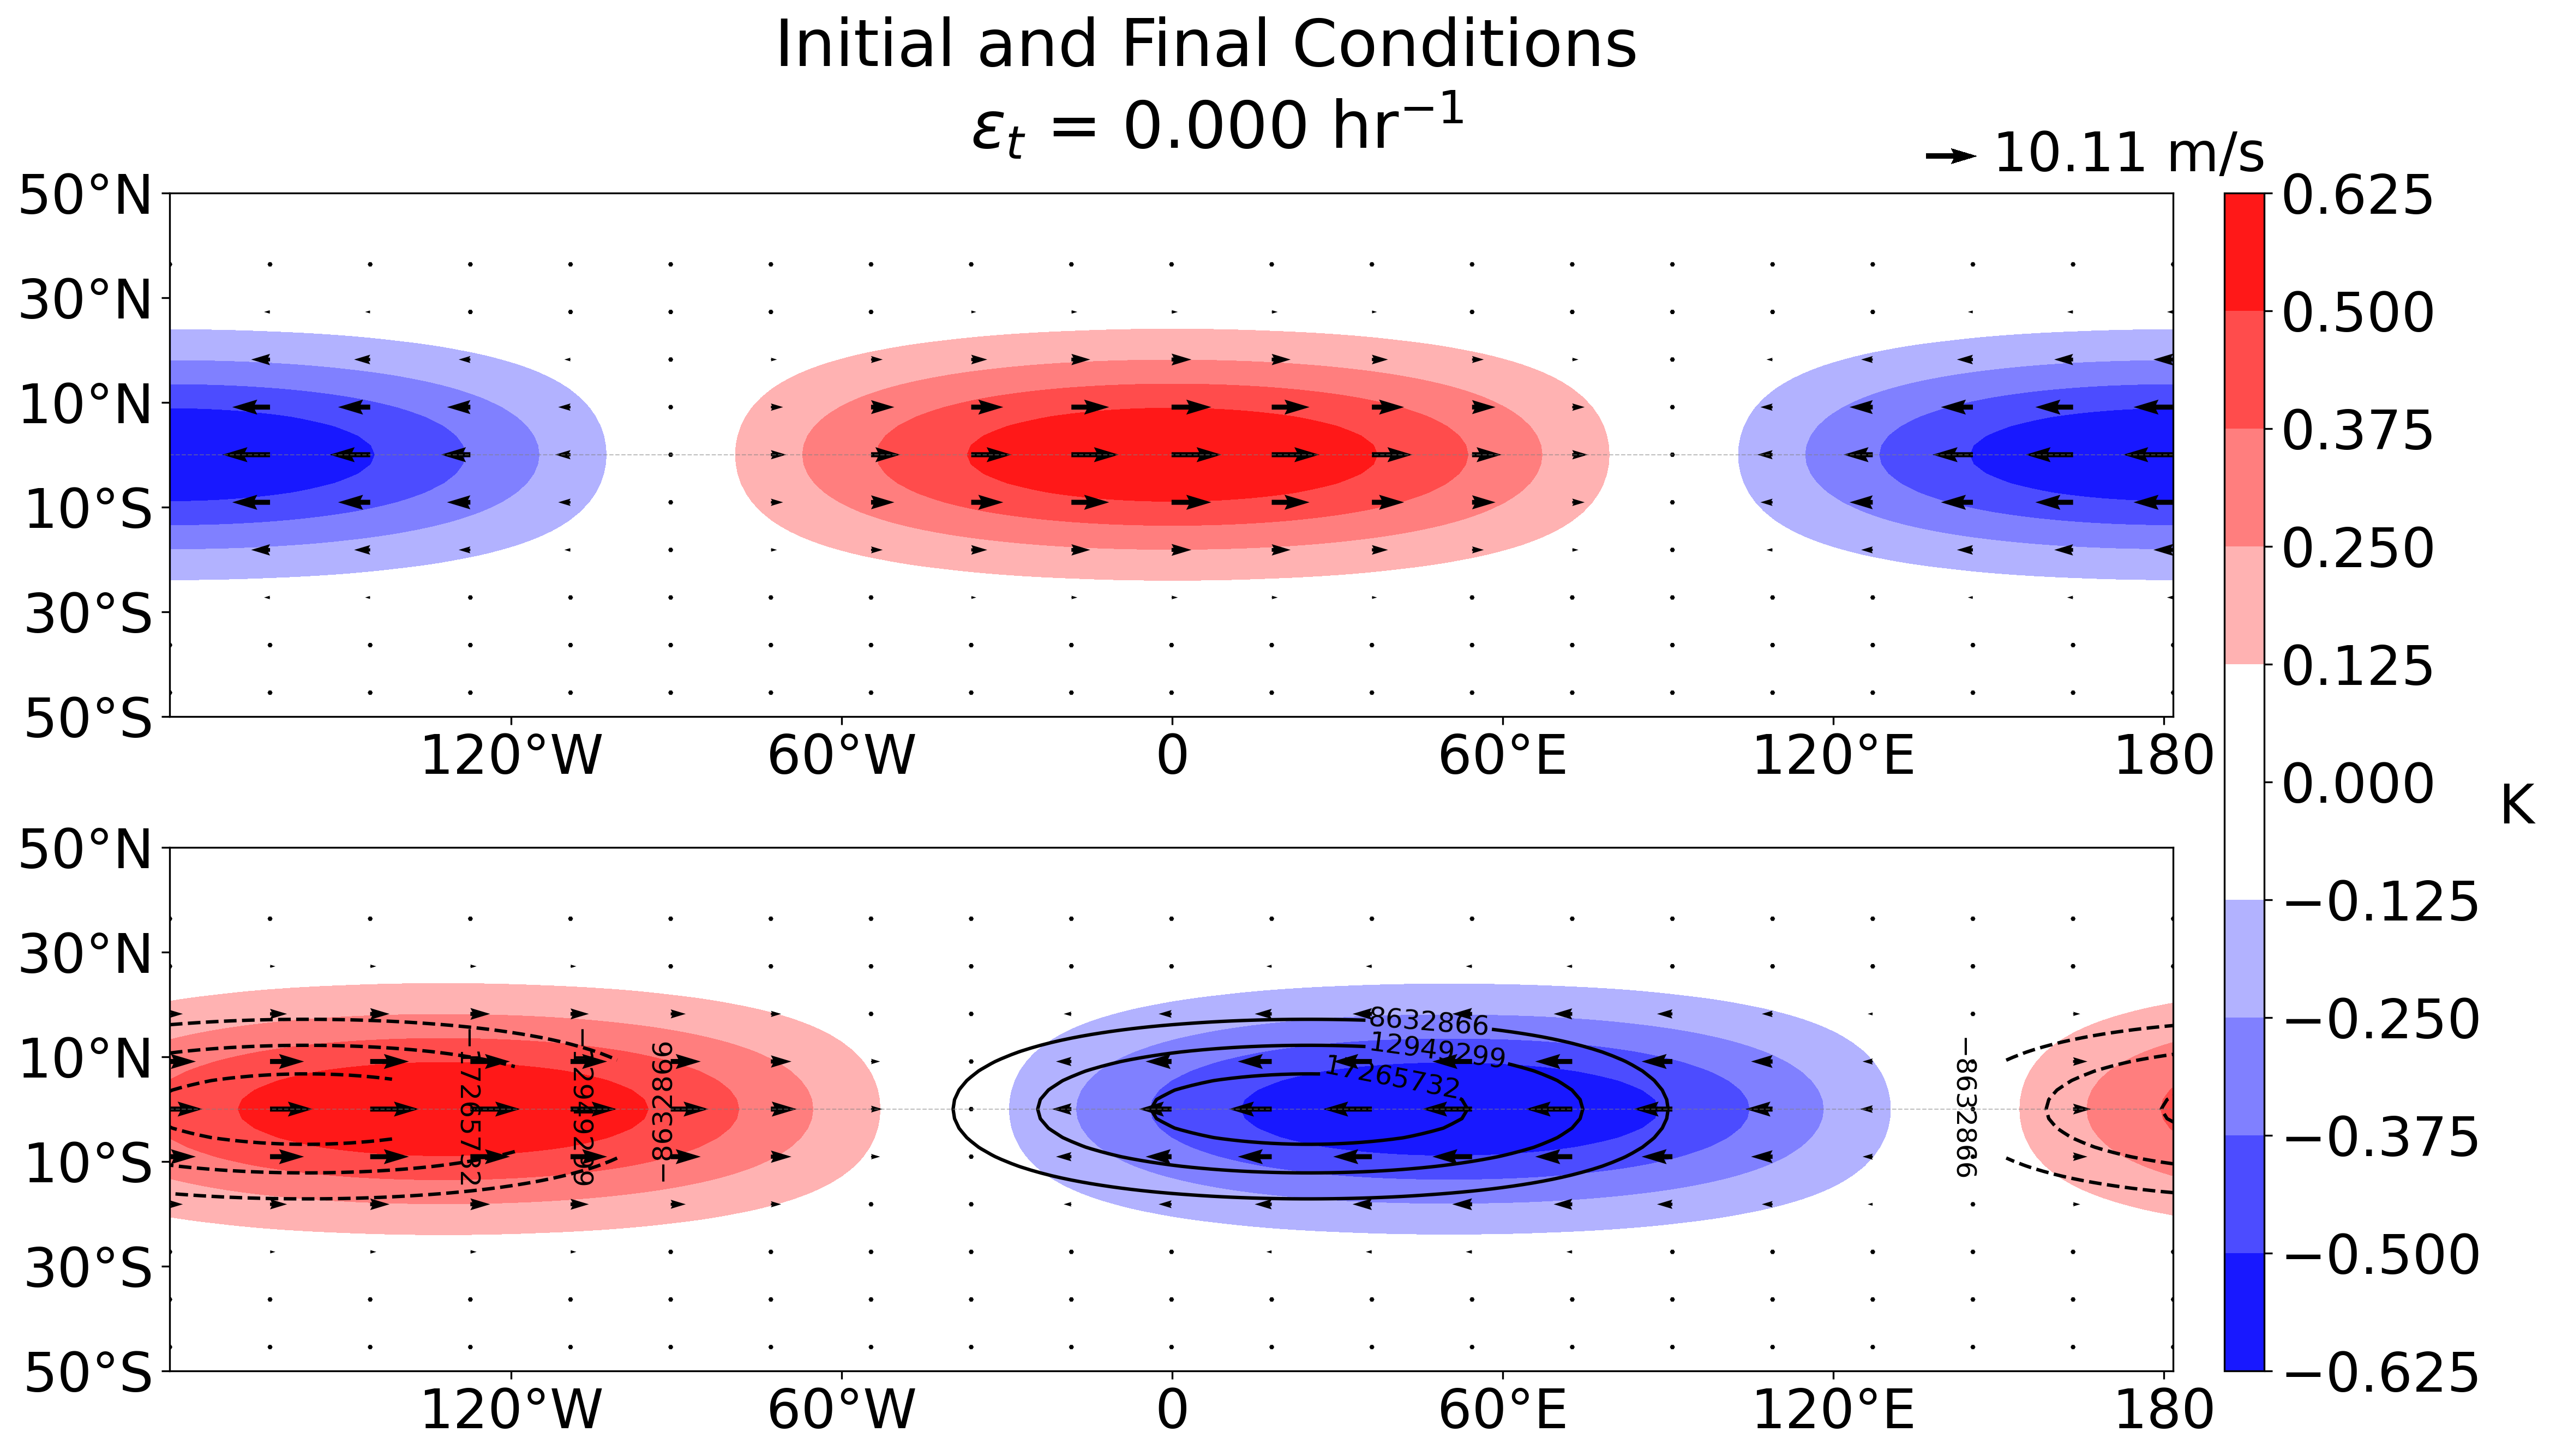 Initial and Final Conditions
εₜ = 0.000 hr⁻¹
10.11 m/s
50°N
30°N
10°N
10°S
30°S
50°S
120°W
60°W
0
60°E
120°E
180
0.625
0.500
0.375
0.250
0.125
0.000
−0.125
−0.250
−0.375
−0.500
−0.625
K
50°N
30°N
10°N
10°S
30°S
50°S
−17265732
−12949299
−8632866
8632866
12949299
17265732
−8632866
120°W
60°W
0
60°E
120°E
180